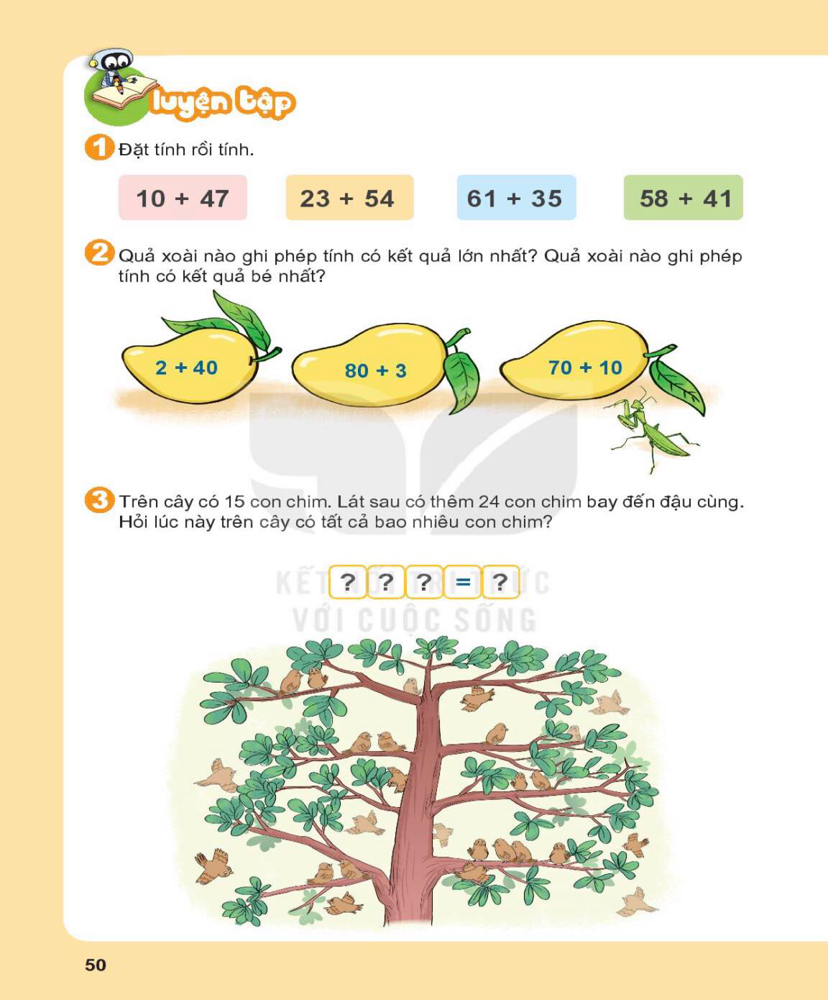 luyện tập
1 Đặt tính rồi tính.
10 + 47 23 + 54 61 + 35 58 + 41
2 Quả xoài nào ghi phép tính có kết quả lớn nhất? Quả xoài nào ghi phép
tính có kết quả bé nhất?
2 + 40 80 + 3 70 + 10
3 Trên cây có 15 con chim. Lát sau có thêm 24 con chim bay đến đậu cùng.
Hỏi lúc này trên cây có tất cả bao nhiêu con chim?
? ? ? = ?
KẾT NỐI TRI THỨC
VỚI CUỘC SỐNG
50